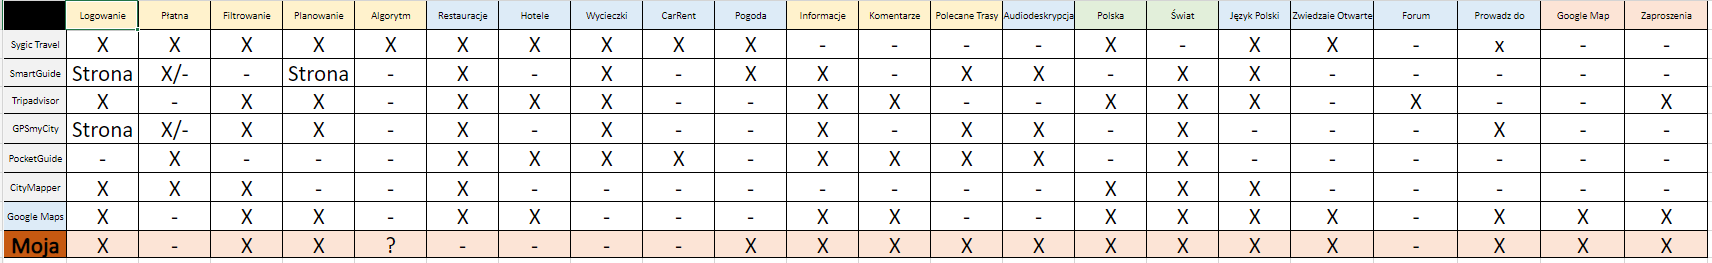 Logowanie Płatna Filtrowanie Planowanie Algorytm Restauracje Hotele Wycieczki CarRent Pogoda Informacje Komentarze Polecane Trasy Audiodeskrypcja Polska Świat Język Polski Zwiedzaie Otwarte Forum Prowadz do Google Map Zaproszenia
Sygic Travel X X X X X X X X X X - - - - X - X X - x - -
SmartGuide Strona X/- - Strona - X - X - X X - X X - X X - - - - -
Tripadvisor X - X X - X X X - - X X - - X X X - X - - X
GPSmyCity Strona X/- X X - X - X - - X - X X - X - - - X - -
PocketGuide - X - - - X X X X - X X X X - X - - - - - -
CityMapper X X X - - X - - - - - - - - X X X - - - - -
Google Maps X - X X - X X - - - X X - - X X X X - X X X
Moja X - X X ? - - - - X X X X X X X X X - X X X